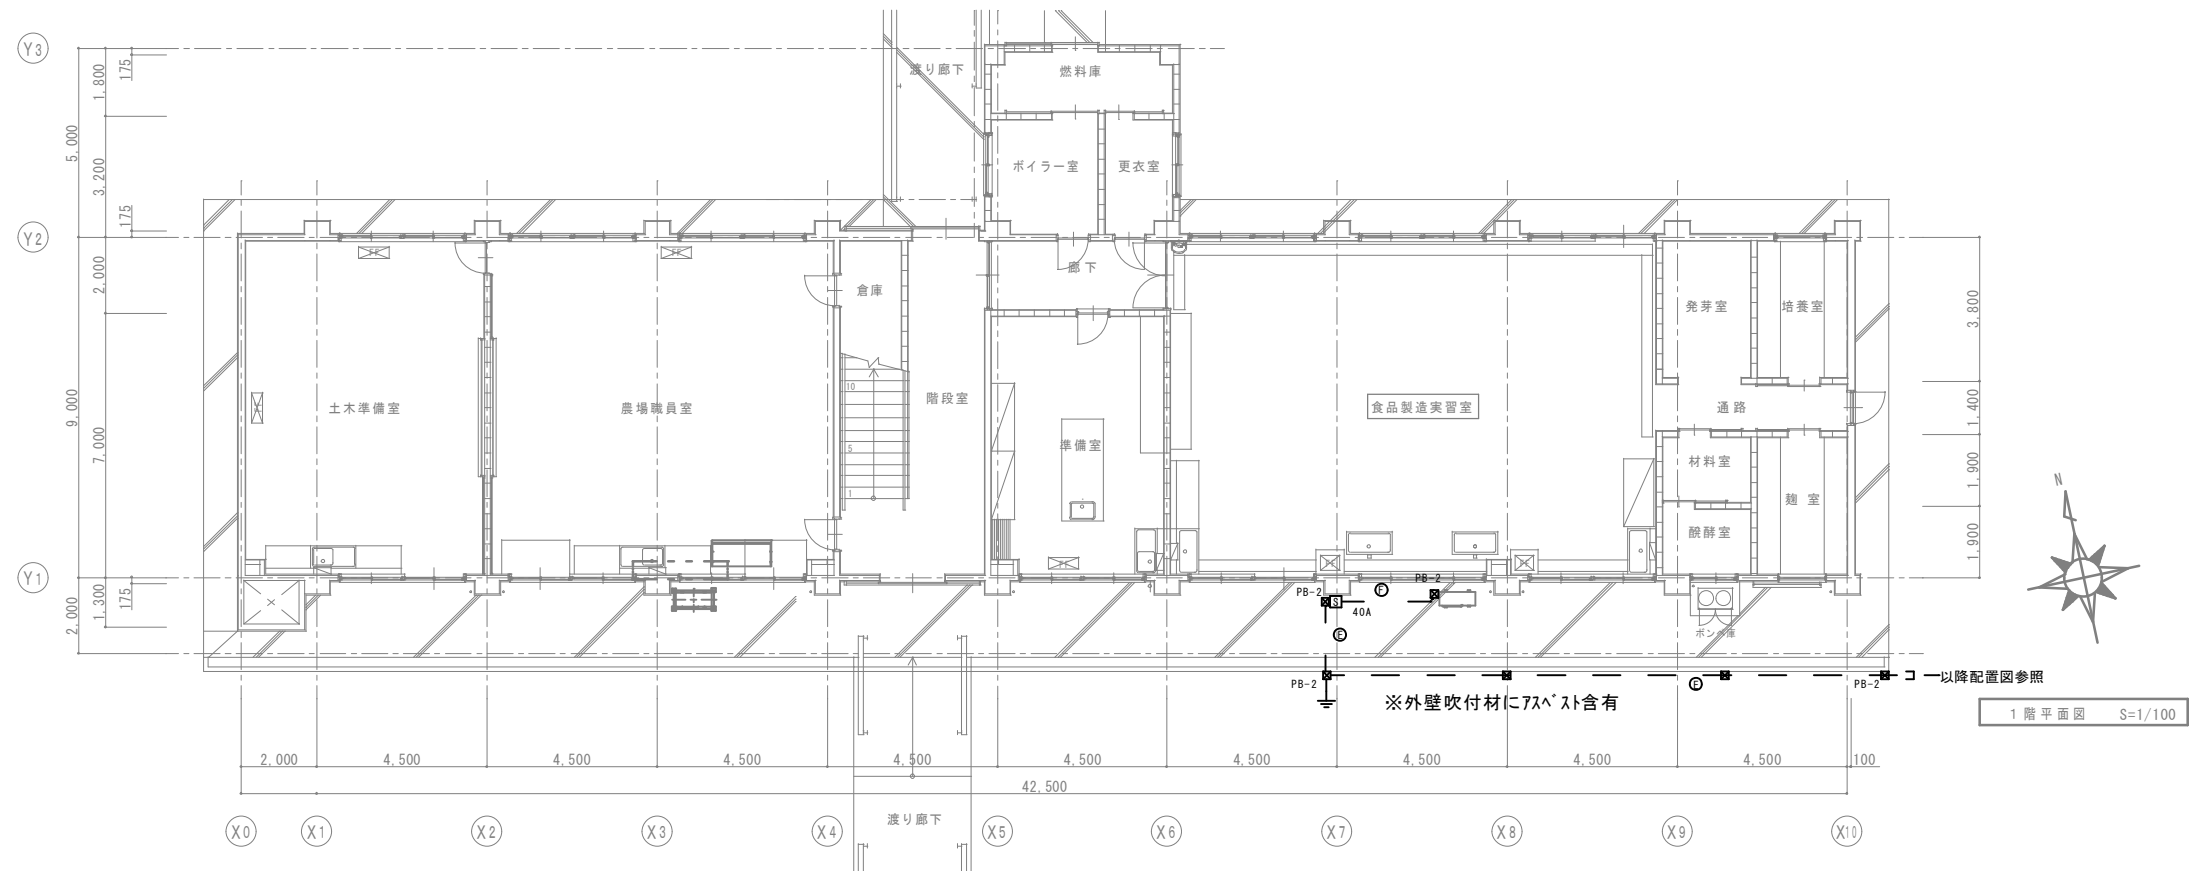 Y3
175
1,800
渡り廊下
燃料庫
5,000
3,200
ボイラー室
更衣室
175
Y2
2,000
廊下
倉庫
発芽室
培養室
3,800
10
階段室
土木準備室
農場職員室
食品製造実習室
通路
1,400
9,000
7,000
5
準備室
材料室
1,900
1
麹室
N
醗酵室
1,900
Y1
175
1,300
2,000
PB-2
S
40A
F
PB-2
E
ボンベ庫
PB-2
E
PB-2
以降配置図参照
※外壁吹付材にアスベスト含有
1階平面図 S=1/100
2,000
4,500
4,500
4,500
4,500
4,500
4,500
4,500
4,500
4,500
100
42,500
渡り廊下
X0
X1
X2
X3
X4
X5
X6
X7
X8
X9
X10